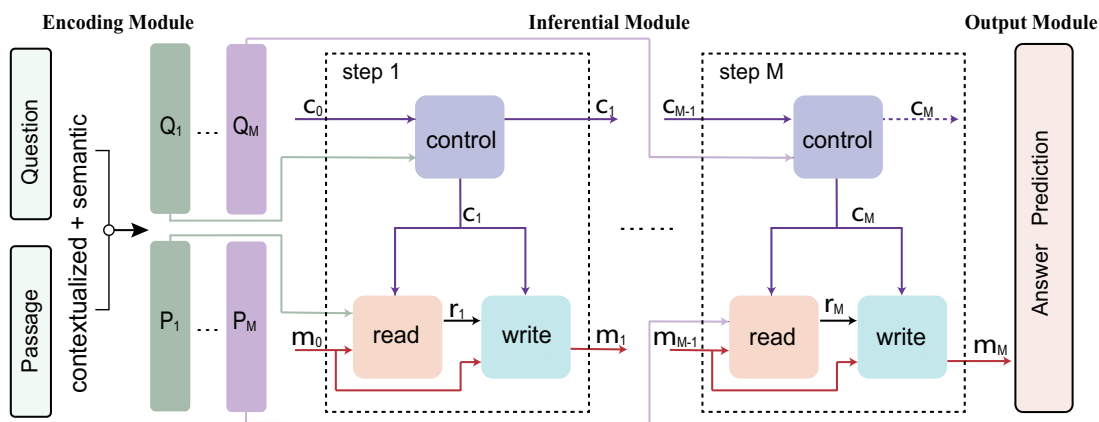 Encoding Module
Inferential Module
Output Module
Question
Passage
contextualized + semantic
Q1 ... QM
P1 ... PM
step 1
c0
c1
control
c1
m0
read
r1
write
m1
......
step M
cM-1
cM
control
cM
mM-1
read
rM
write
mM
Answer Prediction